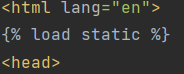 <html lang="en">
{% load static %}
<head>